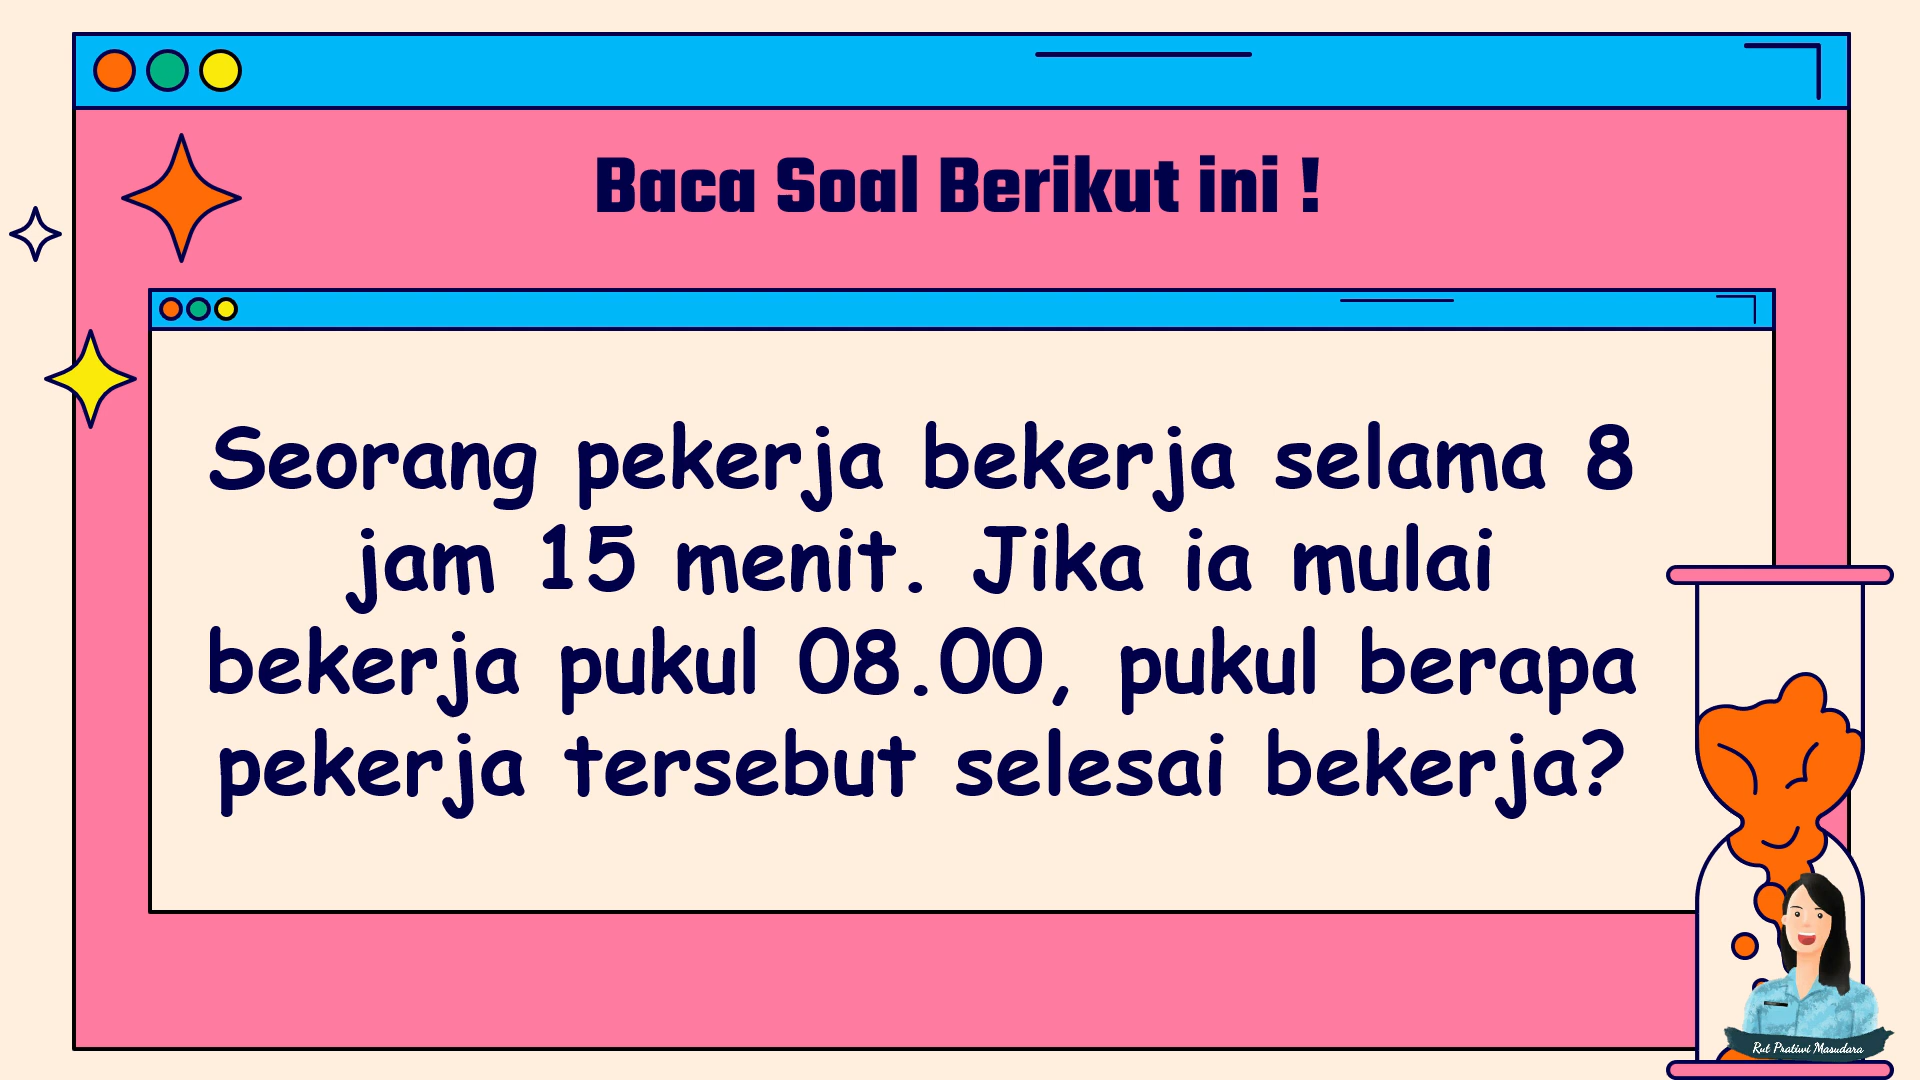 Baca Soal Berikut ini !
Seorang pekerja bekerja selama 8
jam 15 menit. Jika ia mulai
bekerja pukul 08.00, pukul berapa
pekerja tersebut selesai bekerja?
Rut Pratiwi Masudara